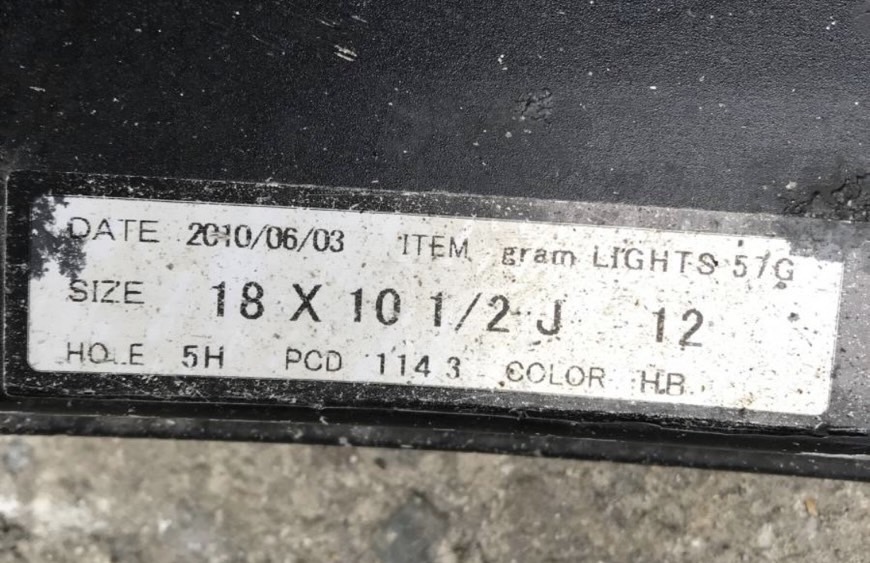 DATE 2010/06/03 ITEM gram LIGHTS 57G
SIZE 18 X 10 1/2 J 12
HOLE 5H PCD 114.3 COLOR H.B.